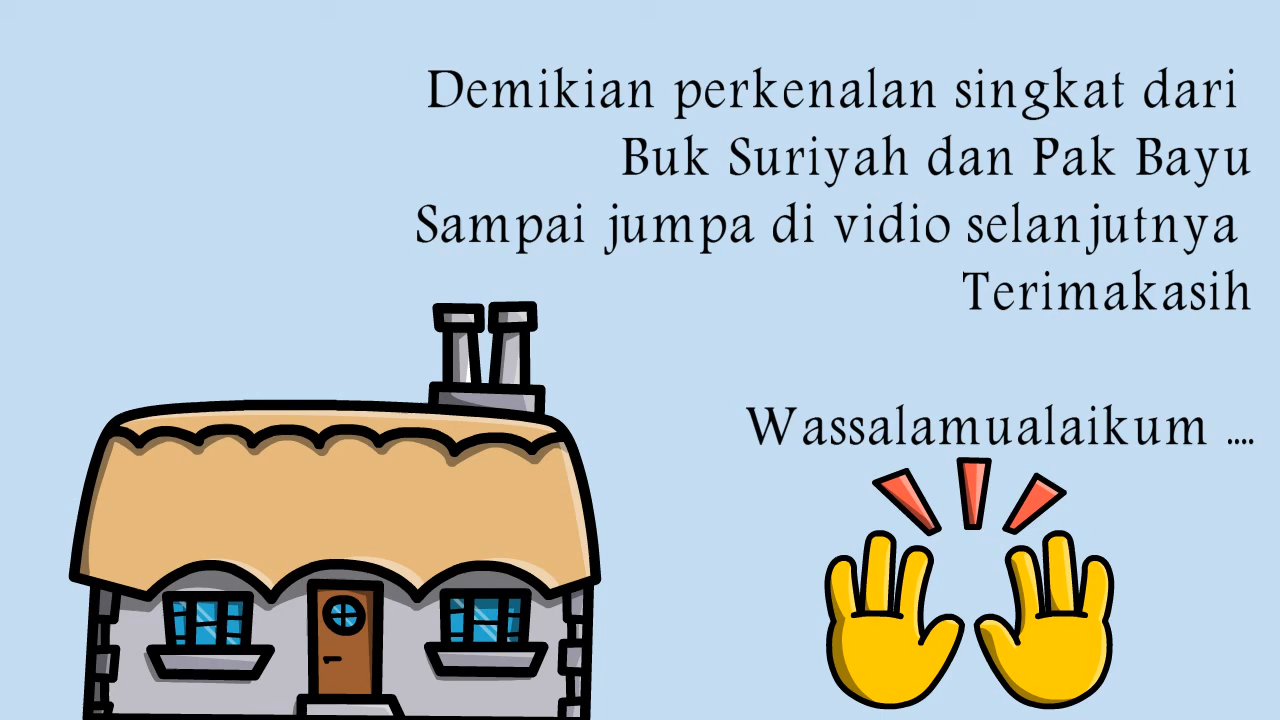 Demikian perkenalan singkat dari
Buk Suriyah dan Pak Bayu
Sampai jumpa di vidio selanjutnya
Terimakasih
Wassalamualaikum ....